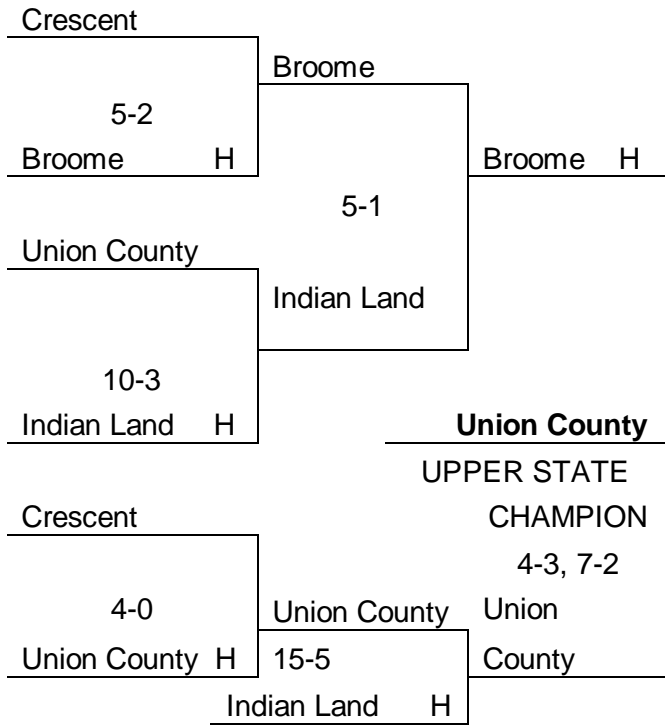 Crescent
Broome
5-2
Broome H
Broome H
5-1
Union County
Indian Land
10-3
Indian Land H
Union County
UPPER STATE
Crescent
CHAMPION
4-3, 7-2
4-0
Union County
Union
Union County H
15-5
County
Indian Land H